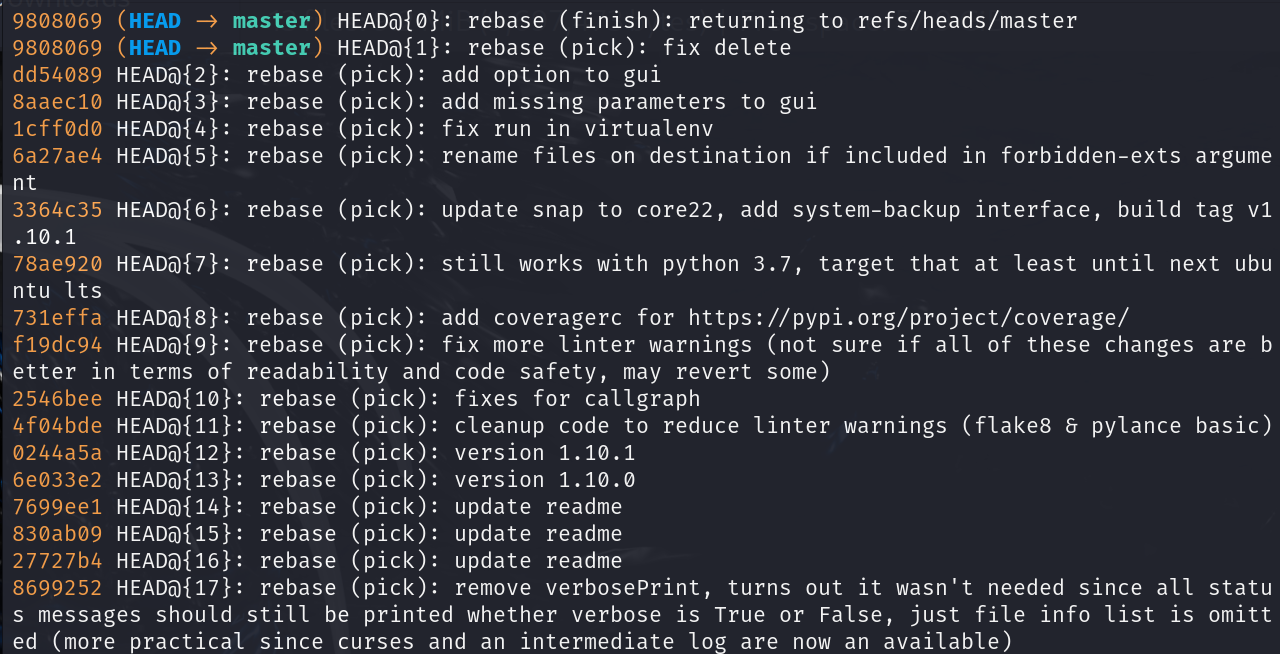 9808069 (HEAD -> master) HEAD@{0}: rebase (finish): returning to refs/heads/master
9808069 (HEAD -> master) HEAD@{1}: rebase (pick): fix delete
dd54089 HEAD@{2}: rebase (pick): add option to gui
8aaec10 HEAD@{3}: rebase (pick): add missing parameters to gui
1cff0d0 HEAD@{4}: rebase (pick): fix run in virtualenv
6a27ae4 HEAD@{5}: rebase (pick): rename files on destination if included in forbidden-exts argume
nt
3364c35 HEAD@{6}: rebase (pick): update snap to core22, add system-backup interface, build tag v1
.10.1
78ae920 HEAD@{7}: rebase (pick): still works with python 3.7, target that at least until next ubu
ntu lts
731effa HEAD@{8}: rebase (pick): add coveragerc for https://pypi.org/project/coverage/
f19dc94 HEAD@{9}: rebase (pick): fix more linter warnings (not sure if all of these changes are b
etter in terms of readability and code safety, may revert some)
2546bee HEAD@{10}: rebase (pick): fixes for callgraph
4f04bde HEAD@{11}: rebase (pick): cleanup code to reduce linter warnings (flake8 & pylance basic)
0244a5a HEAD@{12}: rebase (pick): version 1.10.1
6e033e2 HEAD@{13}: rebase (pick): version 1.10.0
7699ee1 HEAD@{14}: rebase (pick): update readme
830ab09 HEAD@{15}: rebase (pick): update readme
27727b4 HEAD@{16}: rebase (pick): update readme
8699252 HEAD@{17}: rebase (pick): remove verbosePrint, turns out it wasn't needed since all statu
s messages should still be printed whether verbose is True or False, just file info list is omitt
ed (more practical since curses and an intermediate log are now an available)